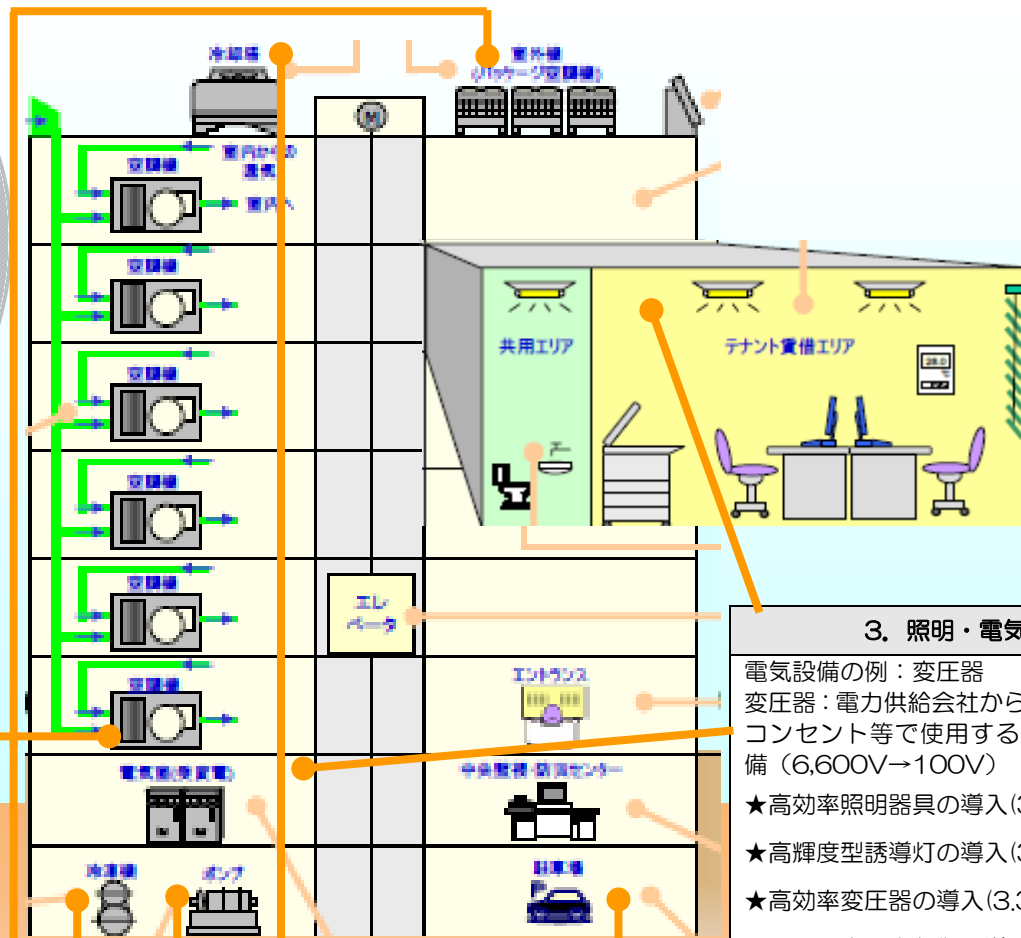 冷却塔
室外機
(パッケージ空調機)
M
室内からの
還気
空調機
室内へ
空調機
空調機
空調機
空調機
空調機
共用エリア
テナント賃借エリア
28.0
℃
エレ
ベータ
エントランス
電気室(受変電)
中央監視・防災センター
冷凍機
ポンプ
駐車場
P
3．照明・電気
電気設備の例：変圧器
変圧器：電力供給会社から
コンセント等で使用する
備（6,600V→100V）
★高効率照明器具の導入(3
★高輝度型誘導灯の導入(3
★高効率変圧器の導入(3.3